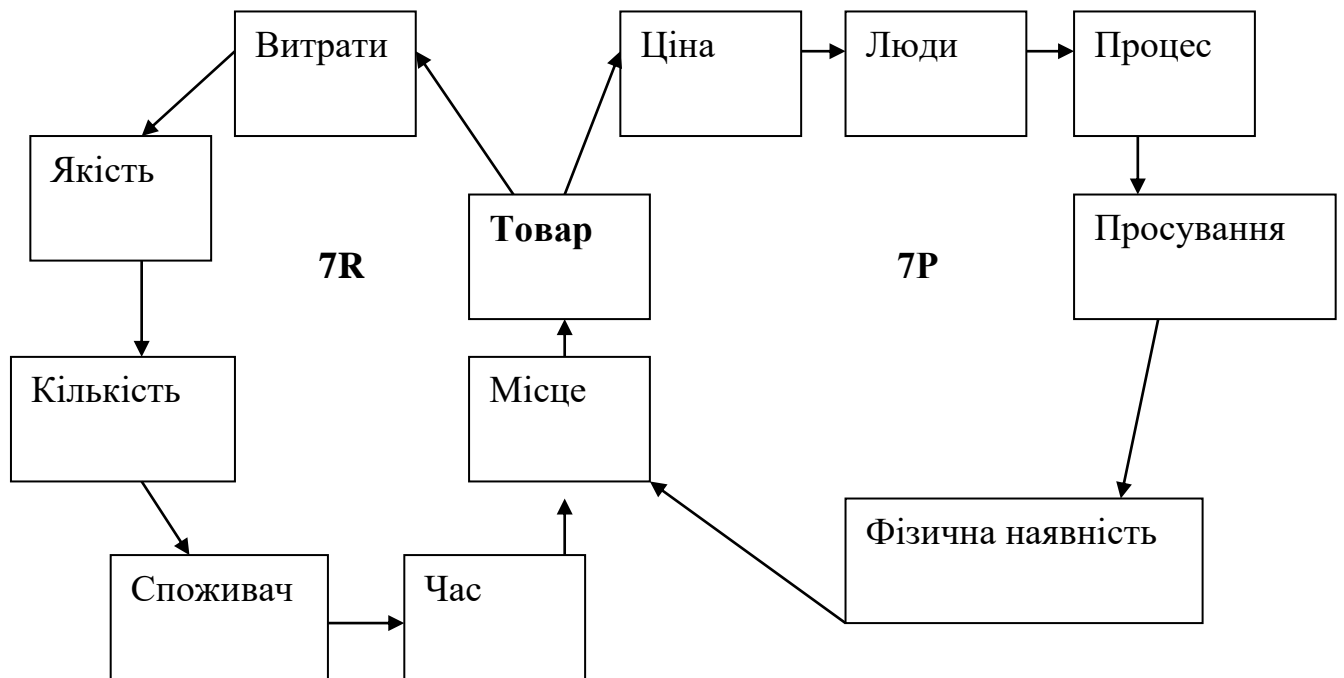 Витрати
Ціна
Люди
Процес
Якість
Товар
Просування
7R
7P
Кількість
Місце
Фізична наявність
Споживач
Час